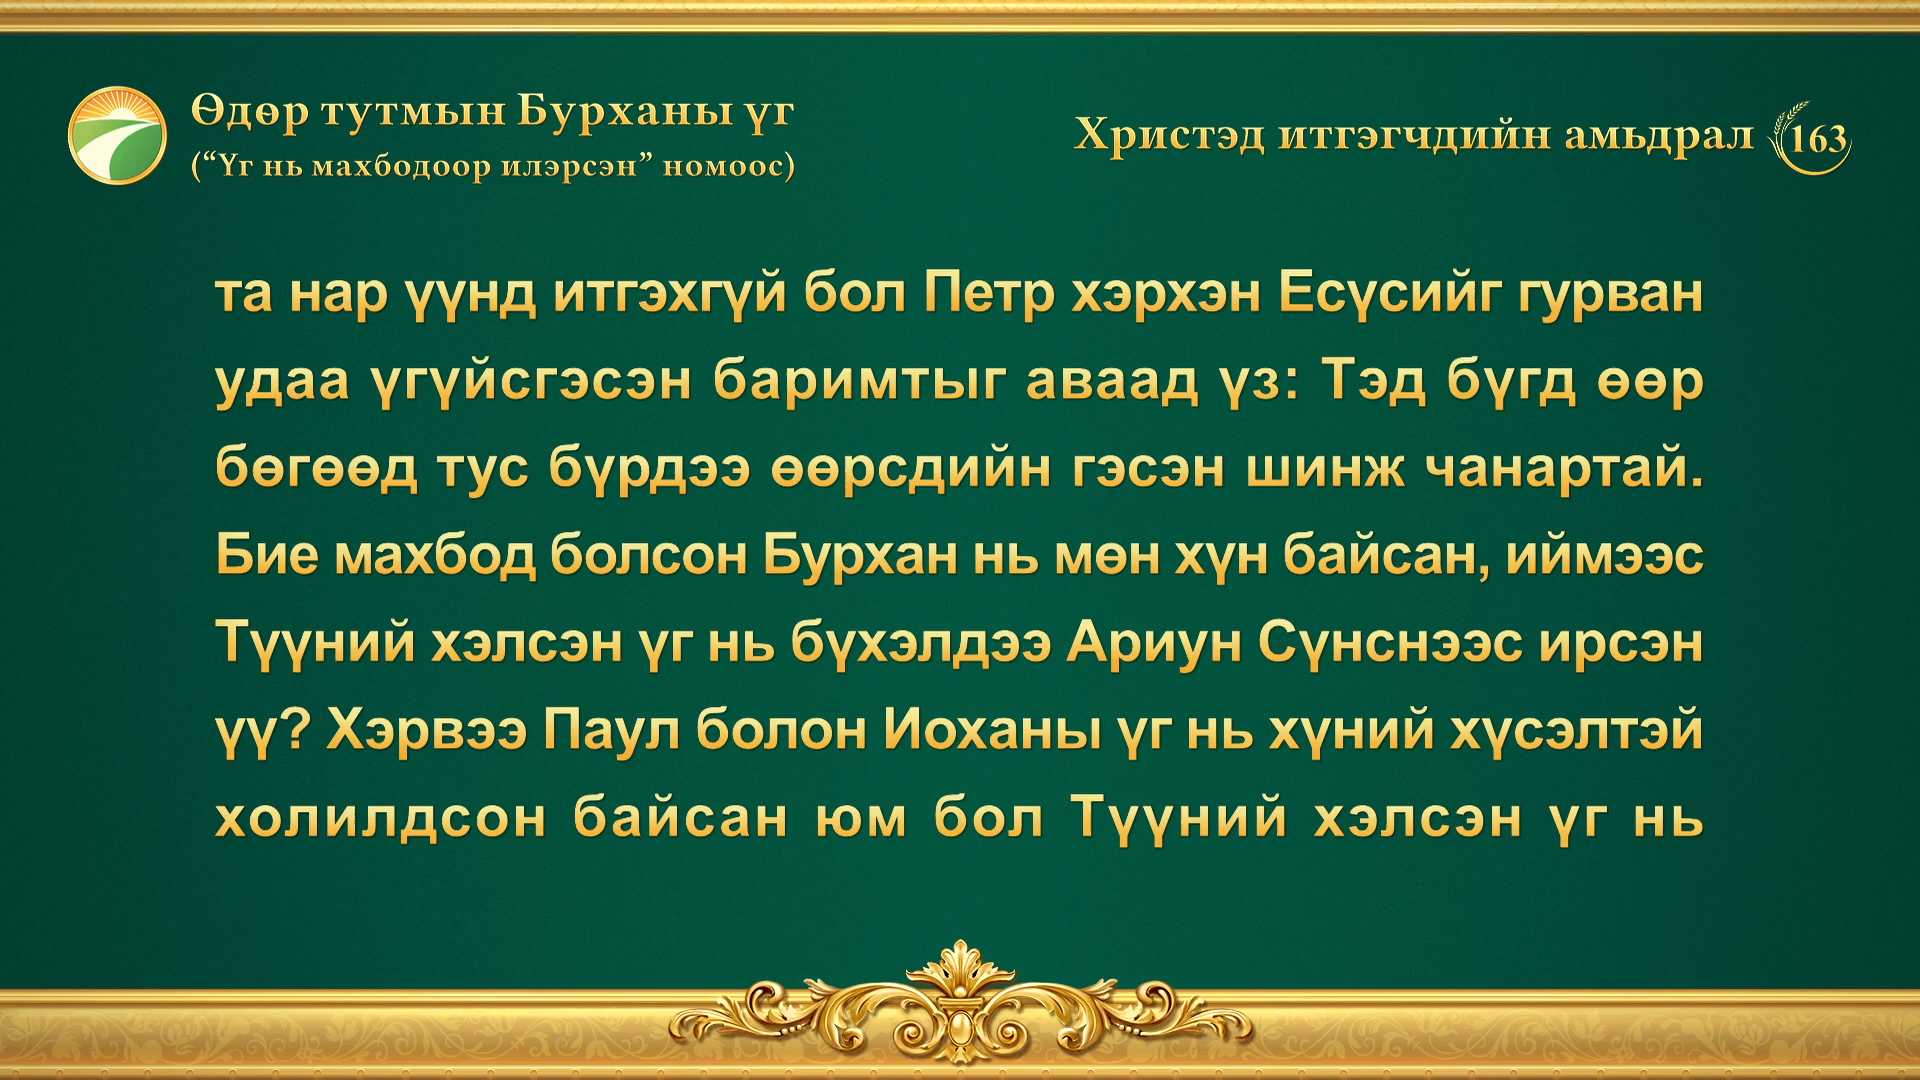 Өдөр тутмын Бурханы үг
(“Үг нь махбодоор илэрсэн” номоос)
Христэд итгэгчдийн амьдрал 163
та нар үүнд итгэхгүй бол Петр хэрхэн Есүсийг гурван
удаа үгүйсгэсэн баримтыг аваад үз: Тэд бүгд өөр
бөгөөд тус бүрдээ өөрсдийн гэсэн шинж чанартай.
Бие махбод болсон Бурхан нь мөн хүн байсан, иймээс
Түүний хэлсэн үг нь бүхэлдээ Ариун Сүнснээс ирсэн
үү? Хэрвээ Паул болон Иоханы үг нь хүний хүсэлтэй
холилдсон байсан юм бол Түүний хэлсэн үг нь